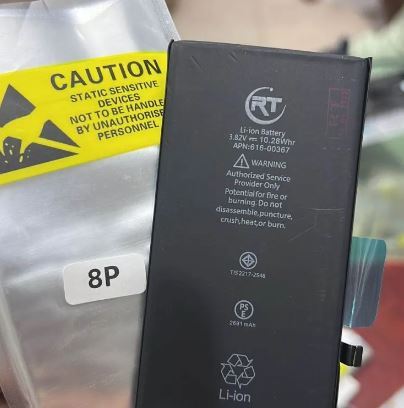 CAUTION
STATIC SENSITIVE
DEVICES
NOT TO BE HANDLE
BY UNAUTHORISE
PERSONNEL
8P
RT
Li-ion Battery
3.82V 10.28Whr
APN:616-00367
WARNING
Authorized Service
Provider Only
Potential for fire or
burning. Do not
disassemble,puncture,
crush,heat,or burn.
TIS 2217-2548
PS
E
2691 mAh
Li-ion